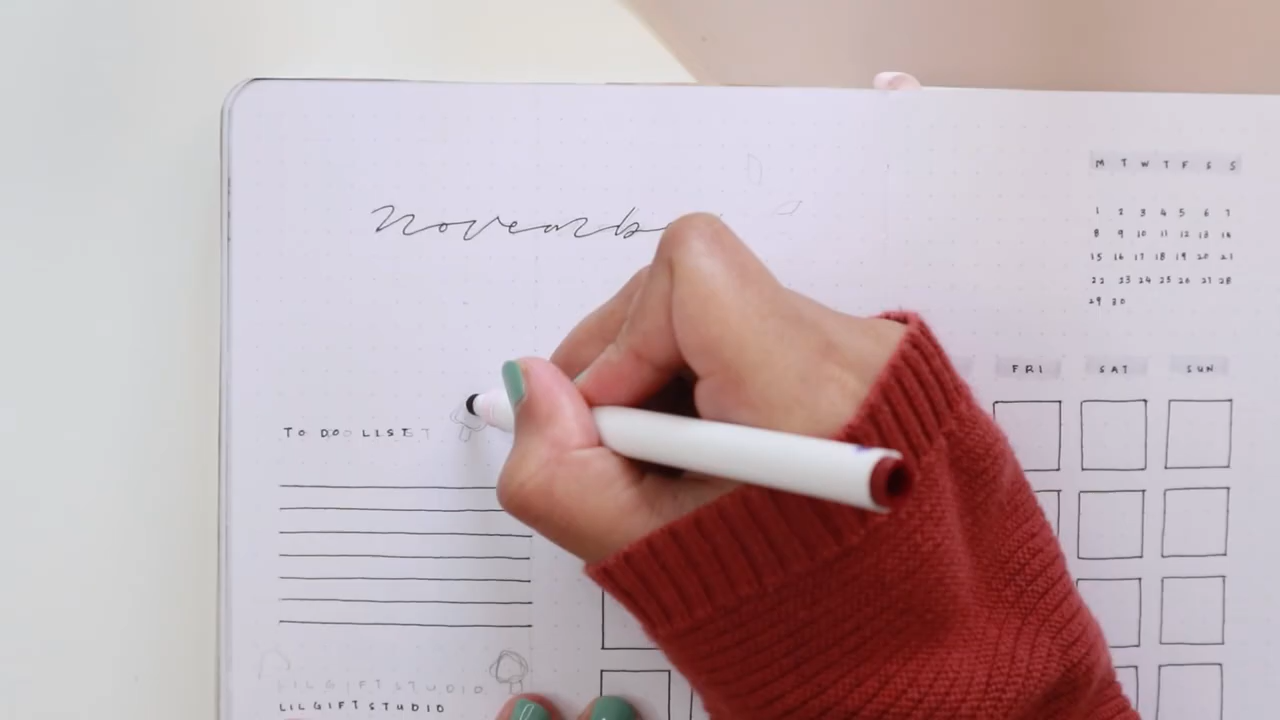 M T W T F S S
1 2 3 4 5 6 7
Novemb
8 9 10 11 12 13 14
15 16 17 18 19 20 21
22 23 24 25 26 27 28
29 30
FRI SAT SUN
TO DO LIST
LILGIFTSTUDIO
LILGIFTSTUDIO